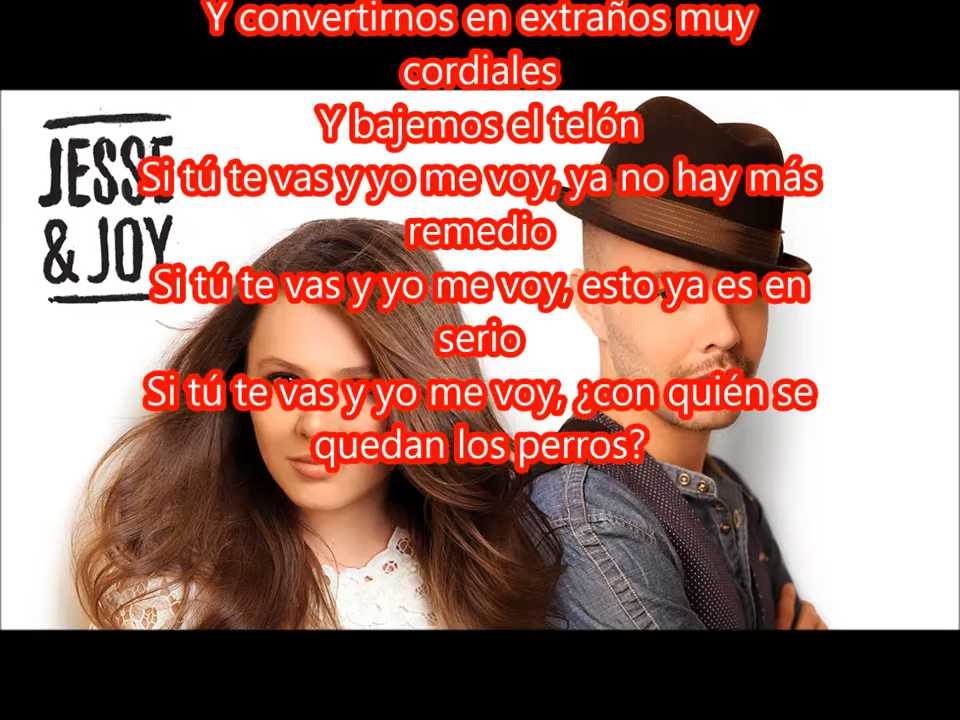 Y convertirnos en extraños muy
cordiales
Y bajemos el telón
JESSE
& JOY
Si tú te vas y yo me voy, ya no hay más
remedio
Si tú te vas y yo me voy, esto ya es en
serio
Si tú te vas y yo me voy, ¿con quién se
quedan los perros?